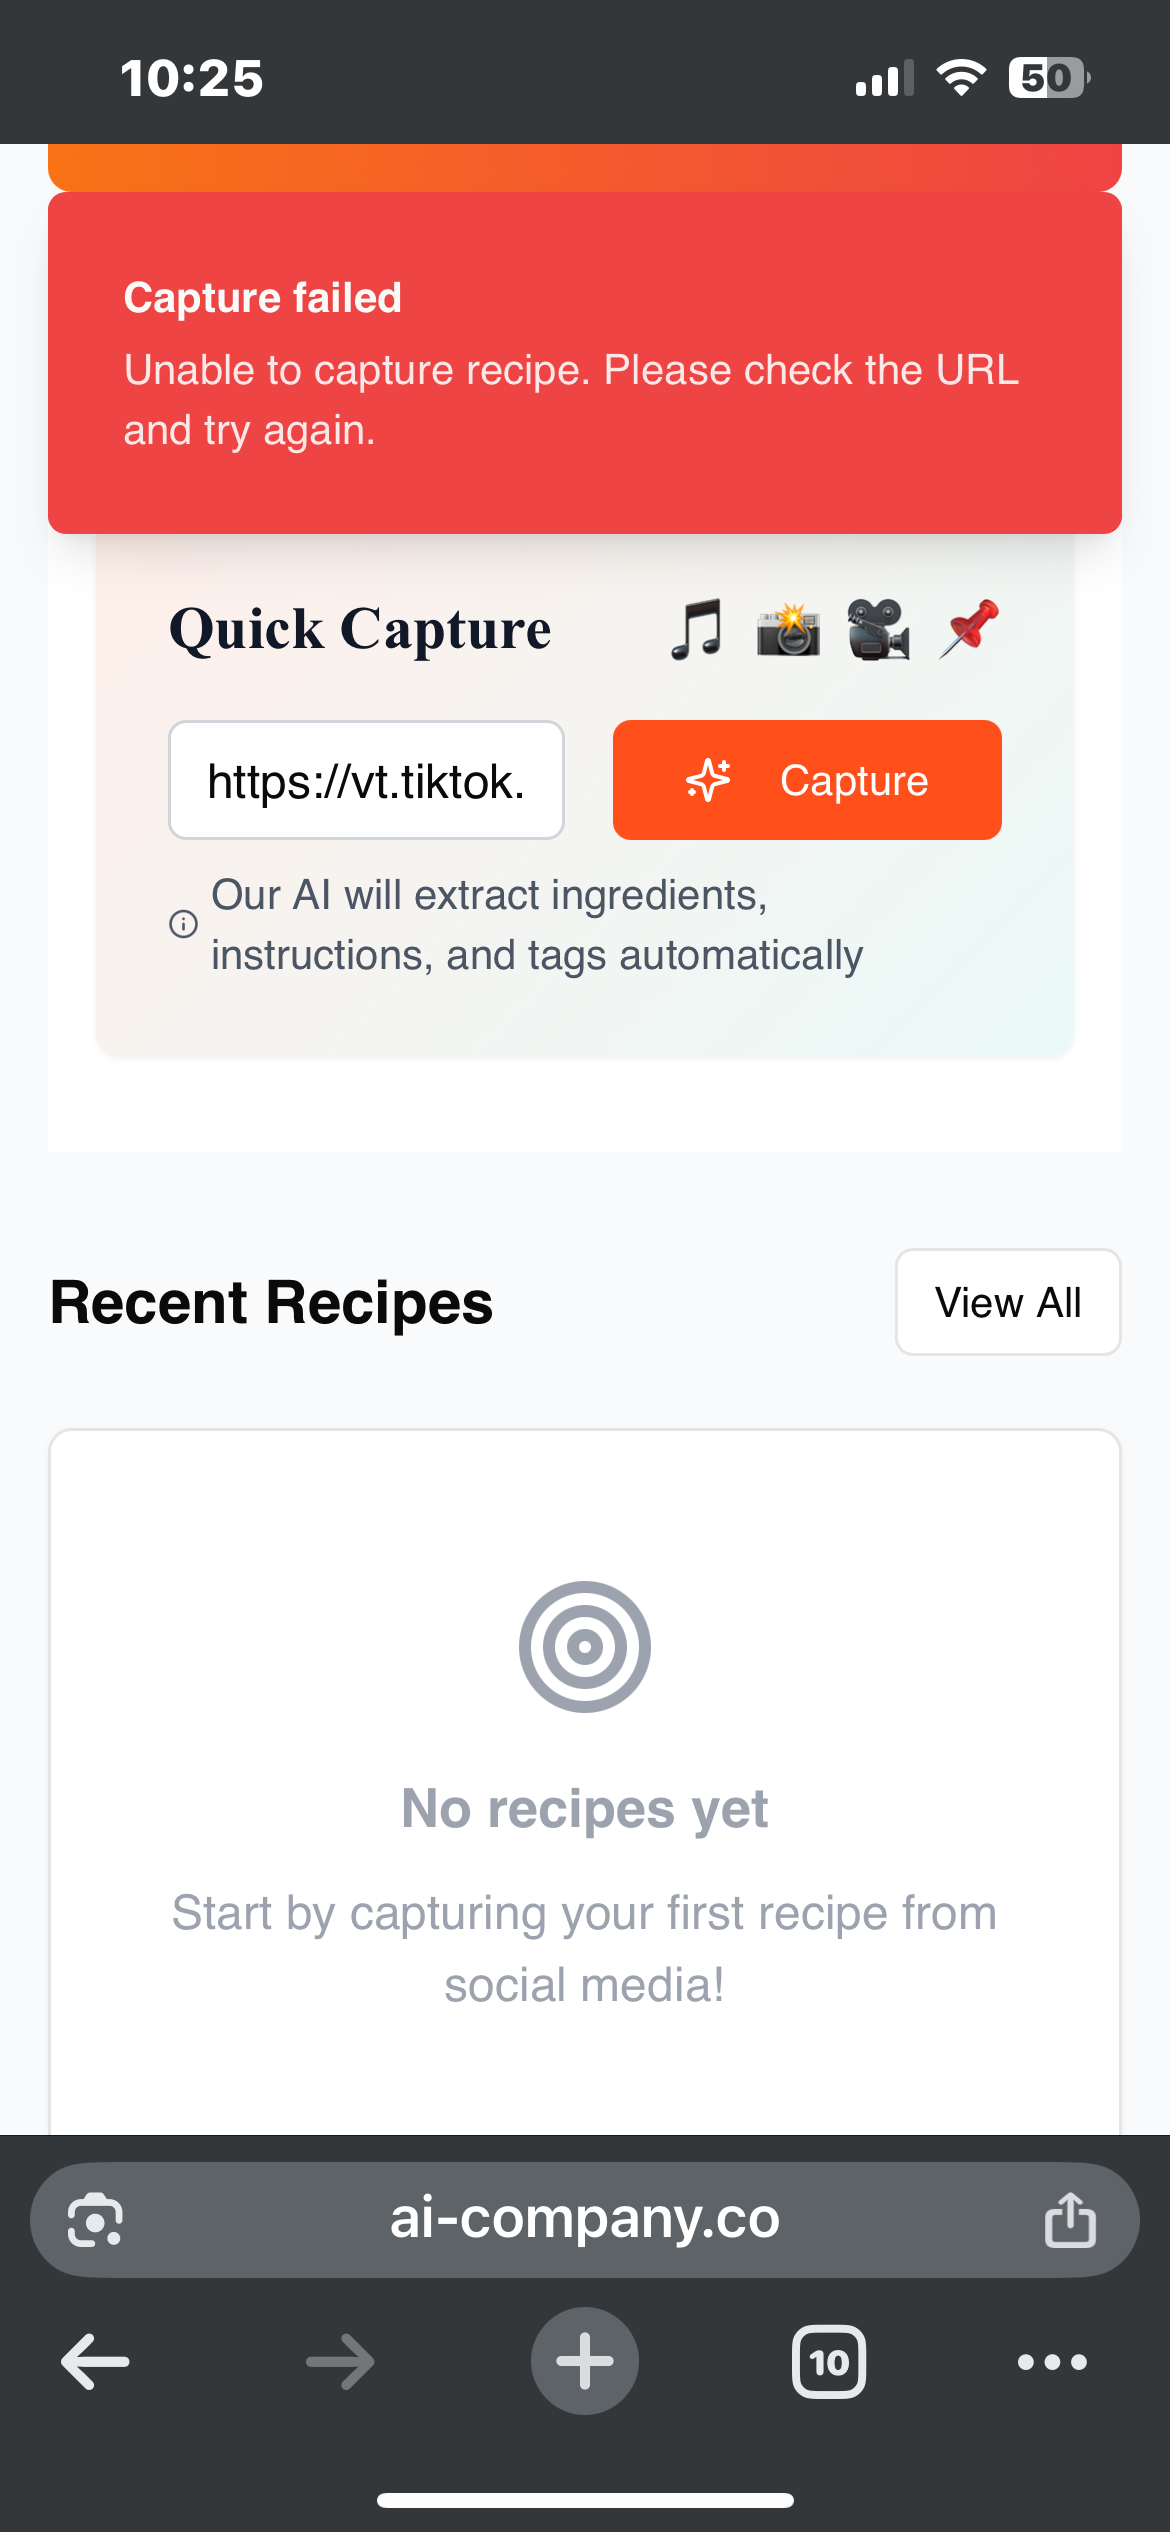 10:25
50
Capture failed
Unable to capture recipe. Please check the URL
and try again.
Quick Capture
https://vt.tiktok.
Capture
Our AI will extract ingredients,
instructions, and tags automatically
Recent Recipes
View All
No recipes yet
Start by capturing your first recipe from
social media!
ai-company.co
10